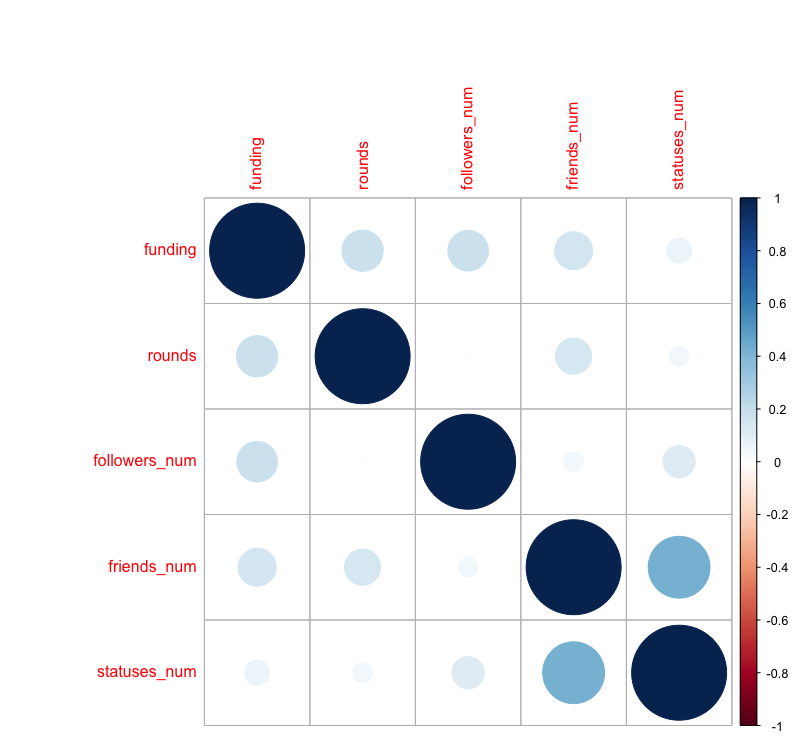 funding
rounds
followers_num
friends_num
statuses_num
funding
rounds
followers_num
friends_num
statuses_num
1
0.8
0.6
0.4
0.2
0
-0.2
-0.4
-0.6
-0.8
-1